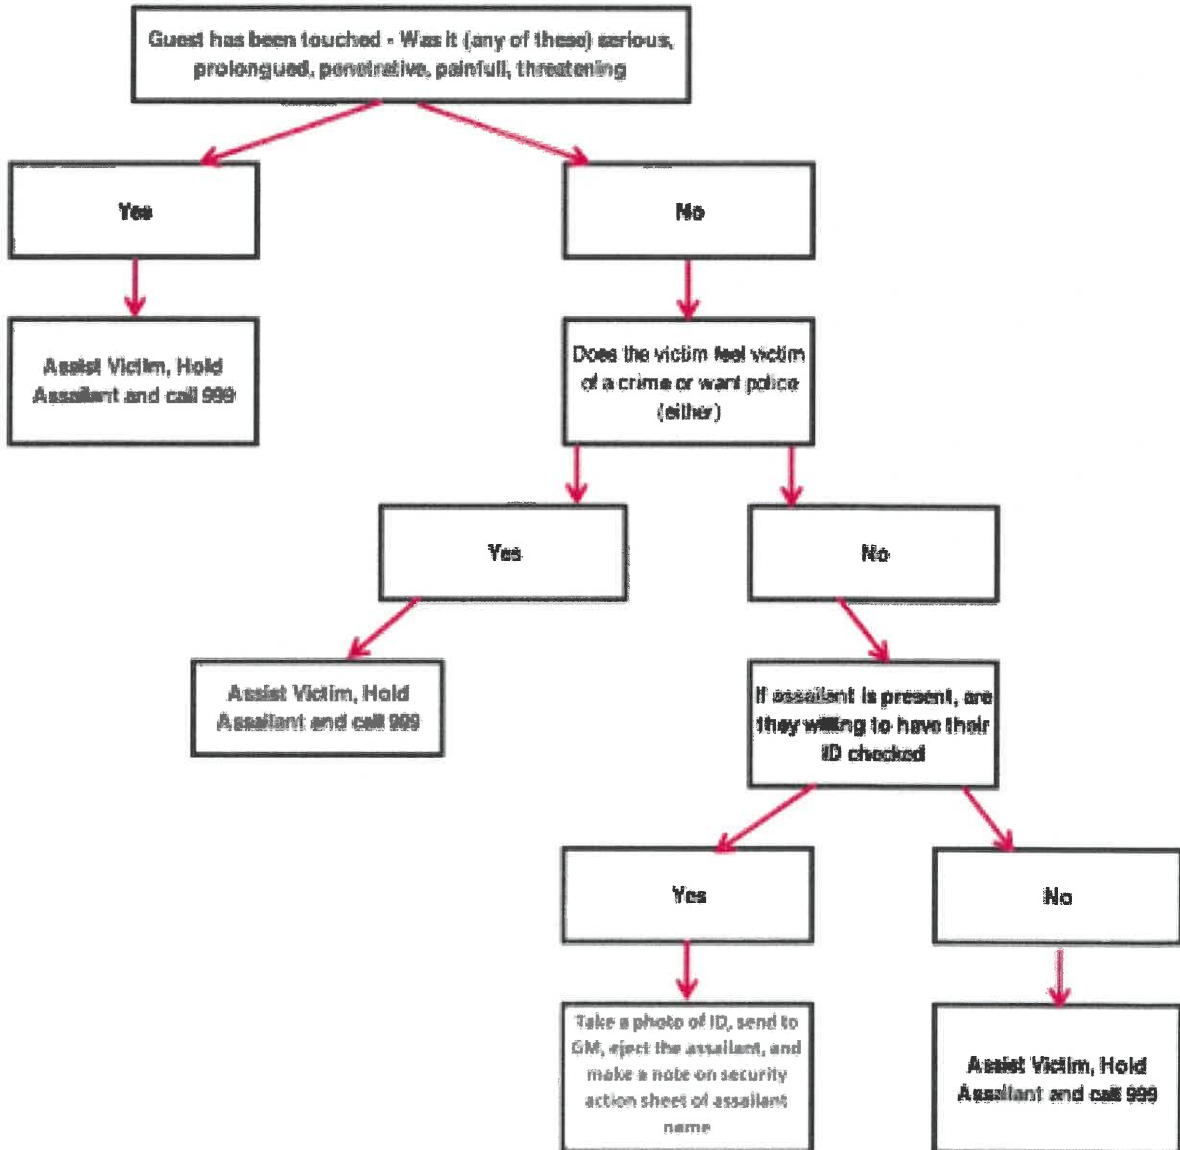 Guest has been touched - Was it (any of these) serious,
prolongued, penetrative, painfull, threatening
Yes
No
Assist Victim, Hold
Assailant and call 999
Does the victim feel victim
of a crime or want police
(either)
Yes
No
Assist Victim, Hold
Assailant and call 999
If assailant is present, are
they willing to have their
ID checked
Yes
No
Take a photo of ID, send to
GM, eject the assailant, and
make a note on security
action sheet of assailant
name
Assist Victim, Hold
Assailant and call 999